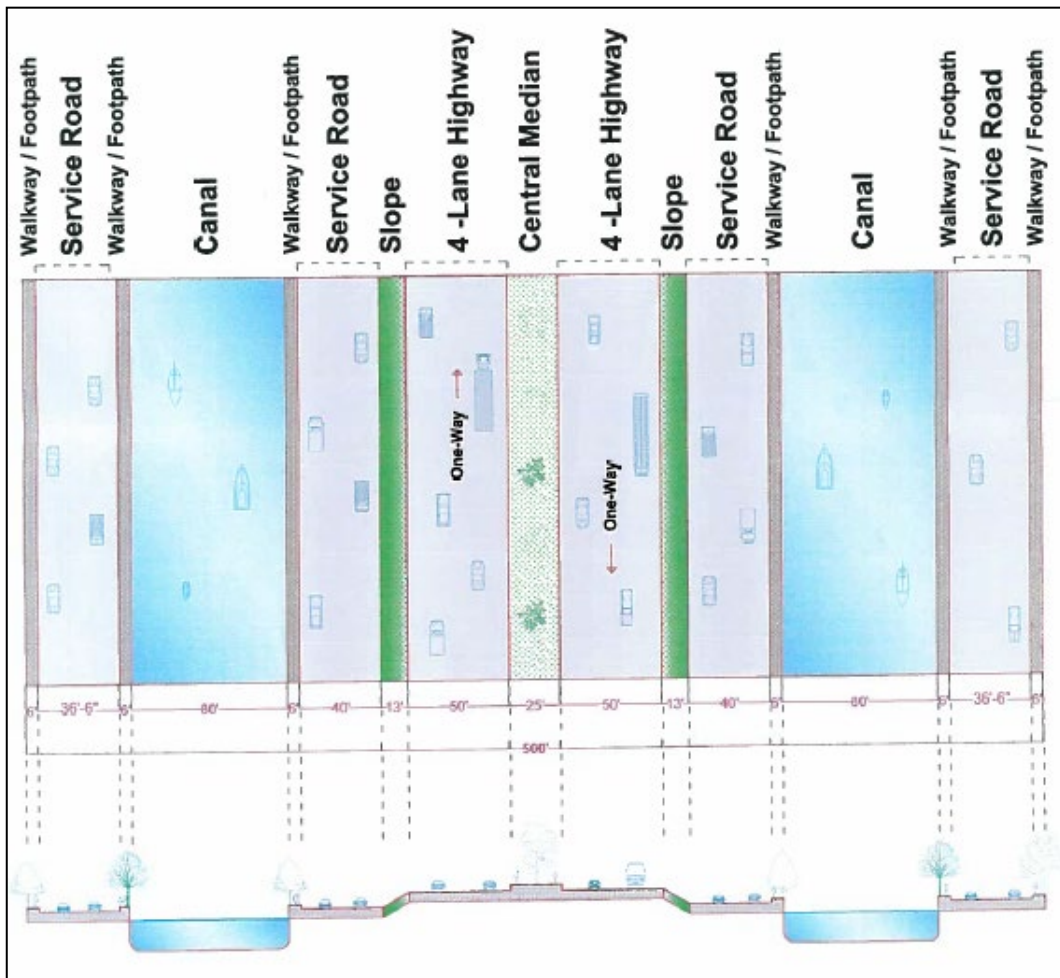 Walkway / Footpath
Service Road
Walkway / Footpath
Canal
Walkway / Footpath
Service Road
Slope
4 -Lane Highway
Central Median
4 -Lane Highway
Slope
Service Road
Walkway / Footpath
Canal
Walkway / Footpath
Service Road
Walkway / Footpath
One-Way
One-Way
6' 36'-6" 6' 80' 6' 40' 13' 50' 25' 50' 13' 40' 6' 80' 6' 36'-6" 6'
500'